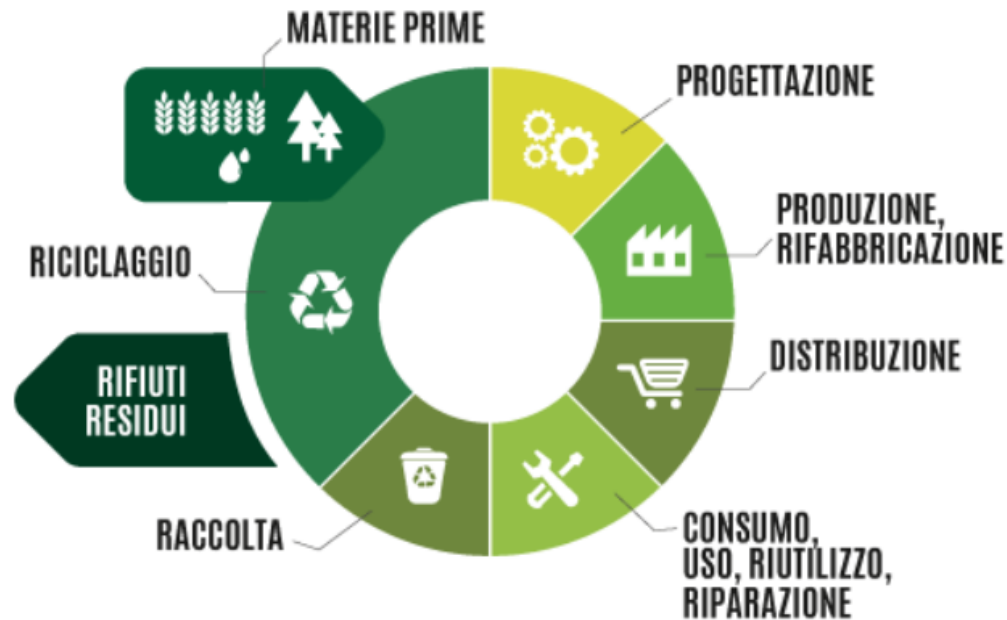 MATERIE PRIME
PROGETTAZIONE
PRODUZIONE,
RIFABBRICAZIONE
RICICLAGGIO
DISTRIBUZIONE
RIFIUTI
RESIDUI
RACCOLTA
CONSUMO,
USO, RIUTILIZZO,
RIPARAZIONE